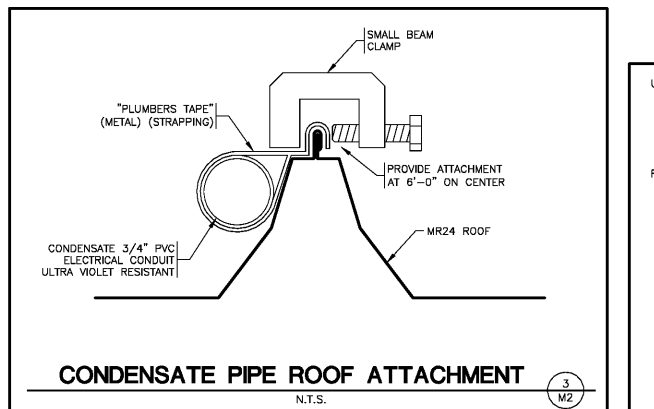 SMALL BEAM
CLAMP
"PLUMBERS TAPE"
(METAL) (STRAPPING)
PROVIDE ATTACHMENT
AT 6'-0" ON CENTER
CONDENSATE 3/4" PVC
ELECTRICAL CONDUIT
ULTRA VIOLET RESISTANT
MR24 ROOF
CONDENSATE PIPE ROOF ATTACHMENT
N.T.S.
3
M2